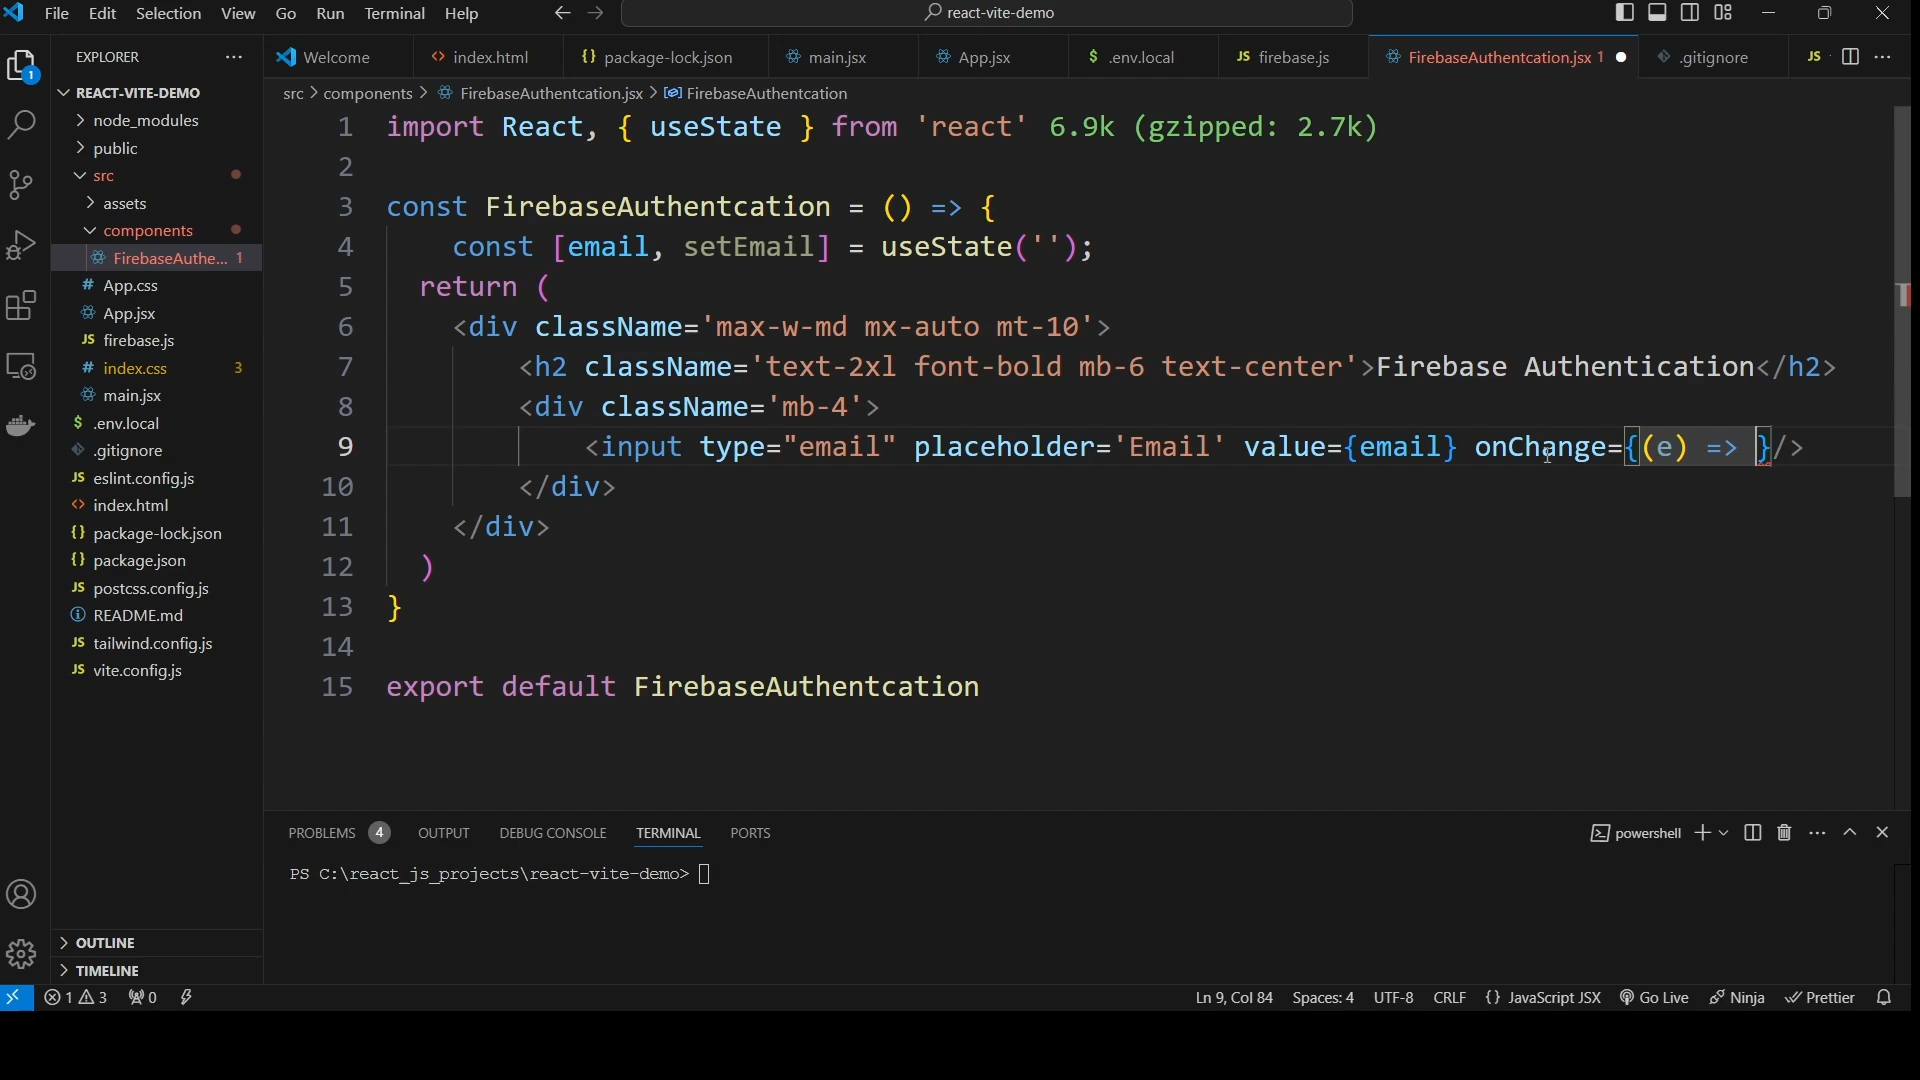 File Edit Selection View Go Run Terminal Help
react-vite-demo
EXPLORER
Welcome
index.html
{} package-lock.json
main.jsx
App.jsx
$ .env.local
JS firebase.js
FirebaseAuthentcation.jsx 1
.gitignore
JS
1
REACT-VITE-DEMO
node_modules
public
src
assets
components
FirebaseAuthe... 1
# App.css
App.jsx
JS firebase.js
# index.css 3
main.jsx
$ .env.local
.gitignore
JS eslint.config.js
<> index.html
{} package-lock.json
{} package.json
JS postcss.config.js
README.md
JS tailwind.config.js
JS vite.config.js
OUTLINE
TIMELINE
src > components > FirebaseAuthentcation.jsx > FirebaseAuthentcation
1 import React, { useState } from 'react' 6.9k (gzipped: 2.7k)
2
3 const FirebaseAuthentcation = () => {
4 const [email, setEmail] = useState('');
5 return (
6 <div className='max-w-md mx-auto mt-10'>
7 <h2 className='text-2xl font-bold mb-6 text-center'>Firebase Authentication</h2>
8 <div className='mb-4'>
9 <input type="email" placeholder='Email' value={email} onChange={(e) => }/>
10 </div>
11 </div>
12 )
13 }
14
15 export default FirebaseAuthentcation
PROBLEMS 4 OUTPUT DEBUG CONSOLE TERMINAL PORTS
powershell
PS C:\react_js_projects\react-vite-demo>
1 3 0
Ln 9, Col 84 Spaces: 4 UTF-8 CRLF {} JavaScript JSX Go Live Ninja Prettier